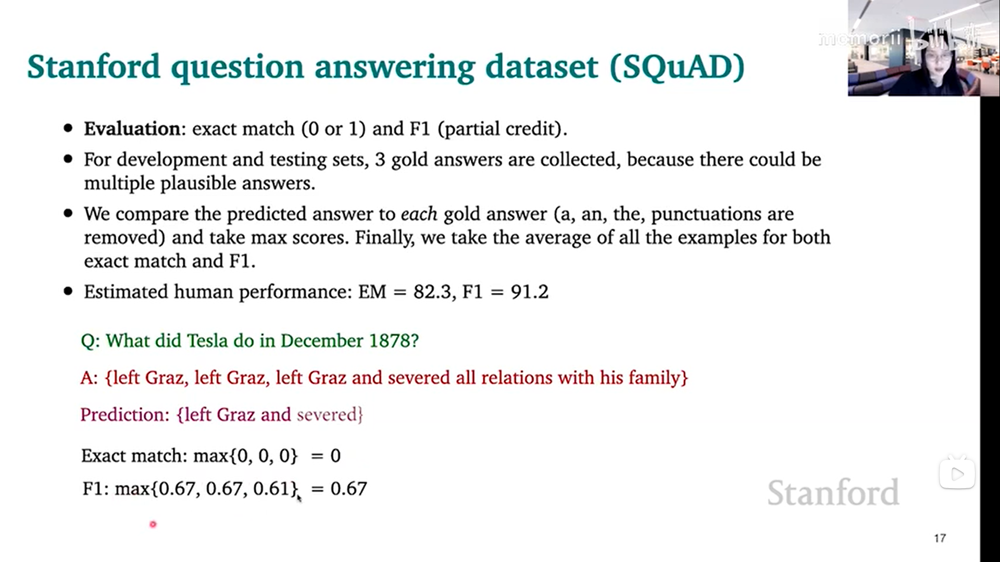 momorii bilibili
Stanford question answering dataset (SQuAD)
● Evaluation: exact match (0 or 1) and F1 (partial credit).
● For development and testing sets, 3 gold answers are collected, because there could be
multiple plausible answers.
● We compare the predicted answer to each gold answer (a, an, the, punctuations are
removed) and take max scores. Finally, we take the average of all the examples for both
exact match and F1.
● Estimated human performance: EM = 82.3, F1 = 91.2
Q: What did Tesla do in December 1878?
A: {left Graz, left Graz, left Graz and severed all relations with his family}
Prediction: {left Graz and severed}
Exact match: max{0, 0, 0} = 0
F1: max{0.67, 0.67, 0.61} = 0.67
Stanford
17